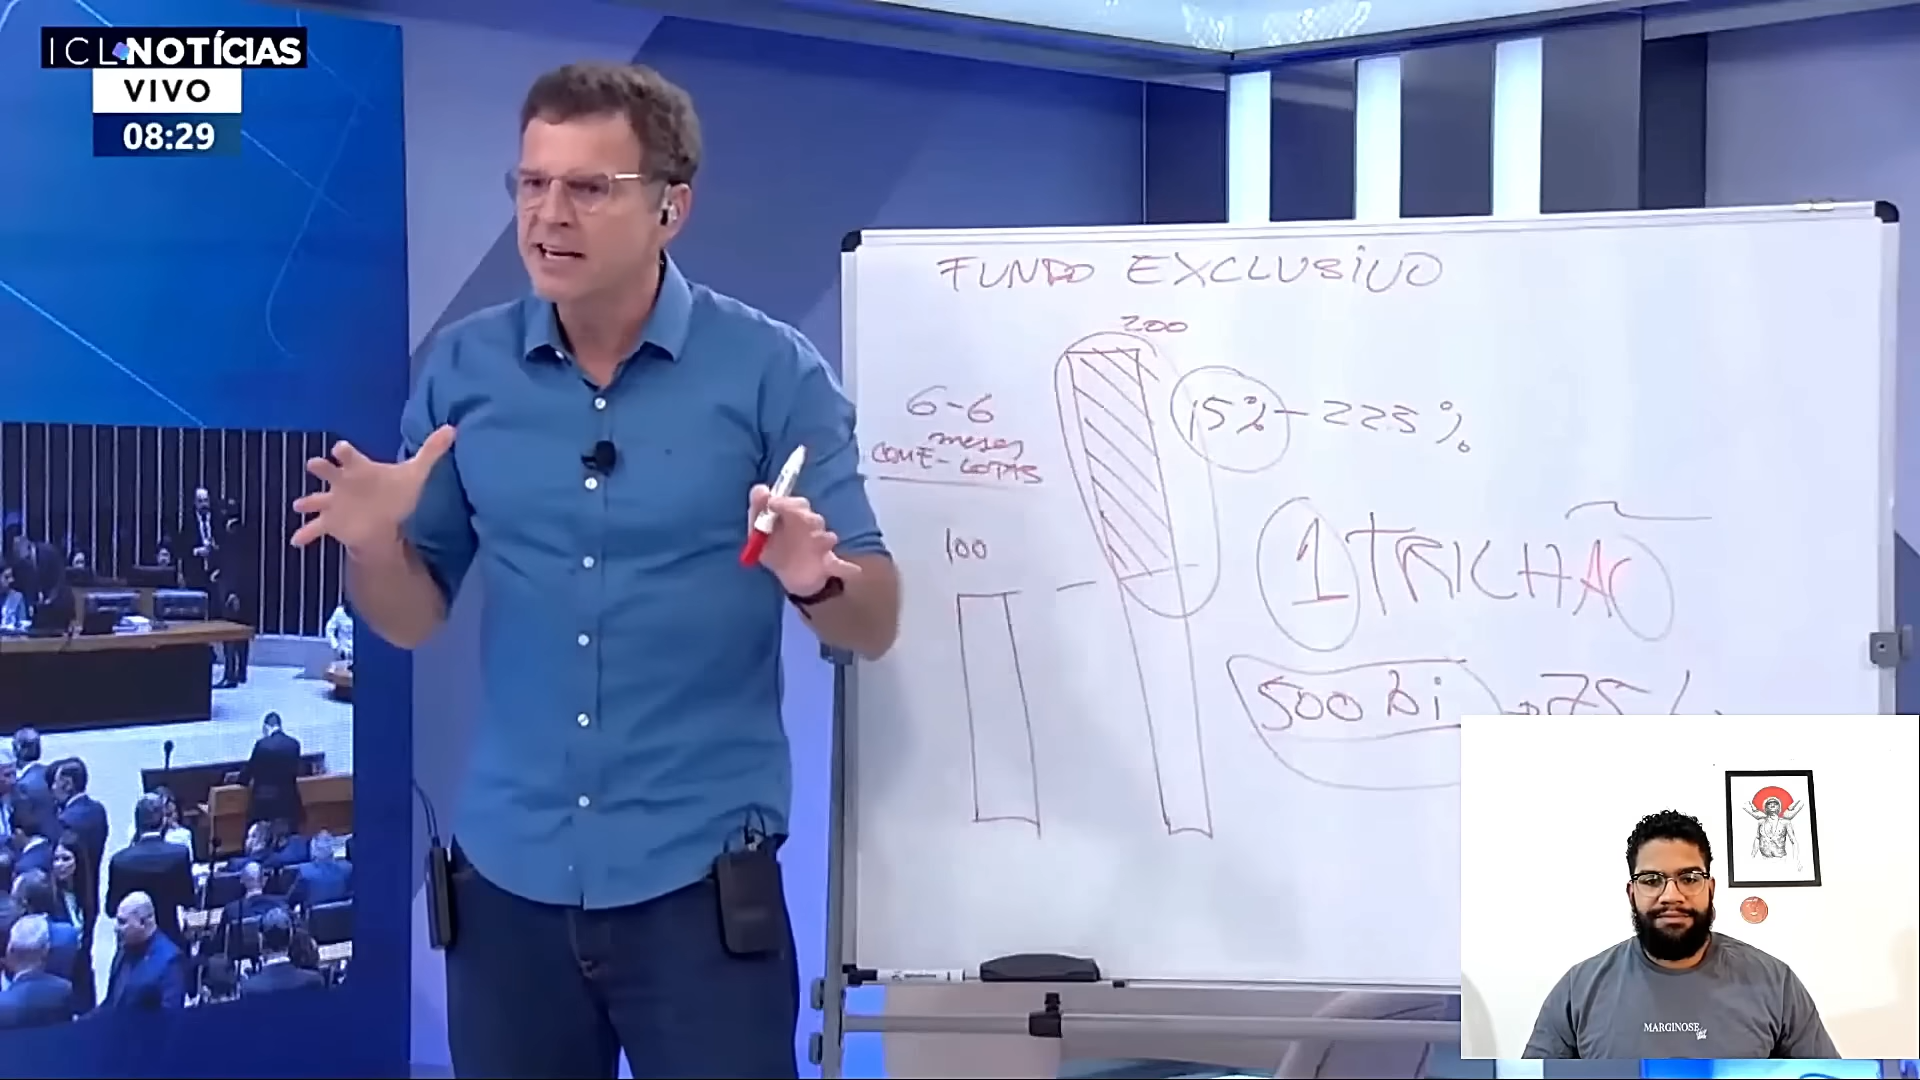 ICL NOTÍCIAS
VIVO
08:29
FUNDO EXCLUSIVO
200
6-6
meses
COME-COTAS
15% - 22,5%
100
1 TRILHÃO
500 bi
MARGINOSE